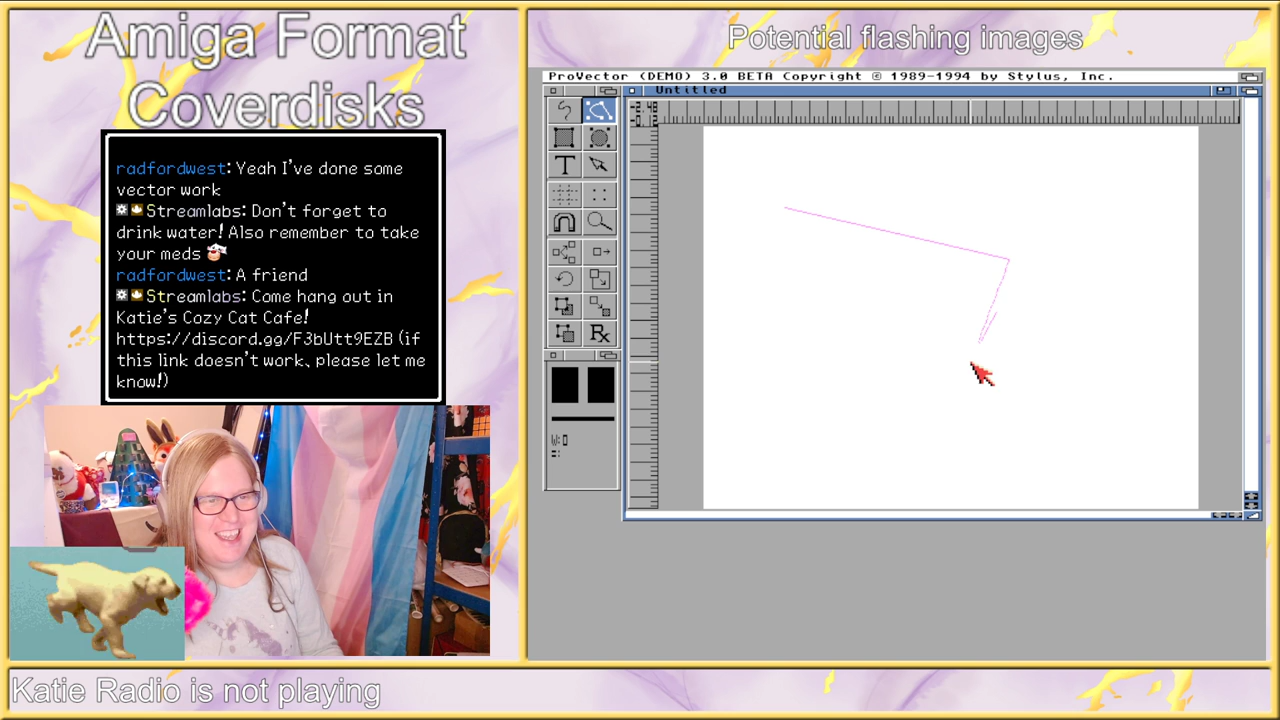 Amiga Format
Coverdisks
Potential flashing images
radfordwest: Yeah I've done some
vector work
Streamlabs: Don't forget to
drink water! Also remember to take
your meds
radfordwest: A friend
Streamlabs: Come hang out in
Katie's Cozy Cat Cafe!
https://discord.gg/F3bUtt9EZB (if
this link doesn't work, please let me
know!)
ProVector (DEMO) 3.0 BETA Copyright © 1989-1994 by Stylus, Inc.
Untitled
T
Rx
W:0
Katie Radio is not playing